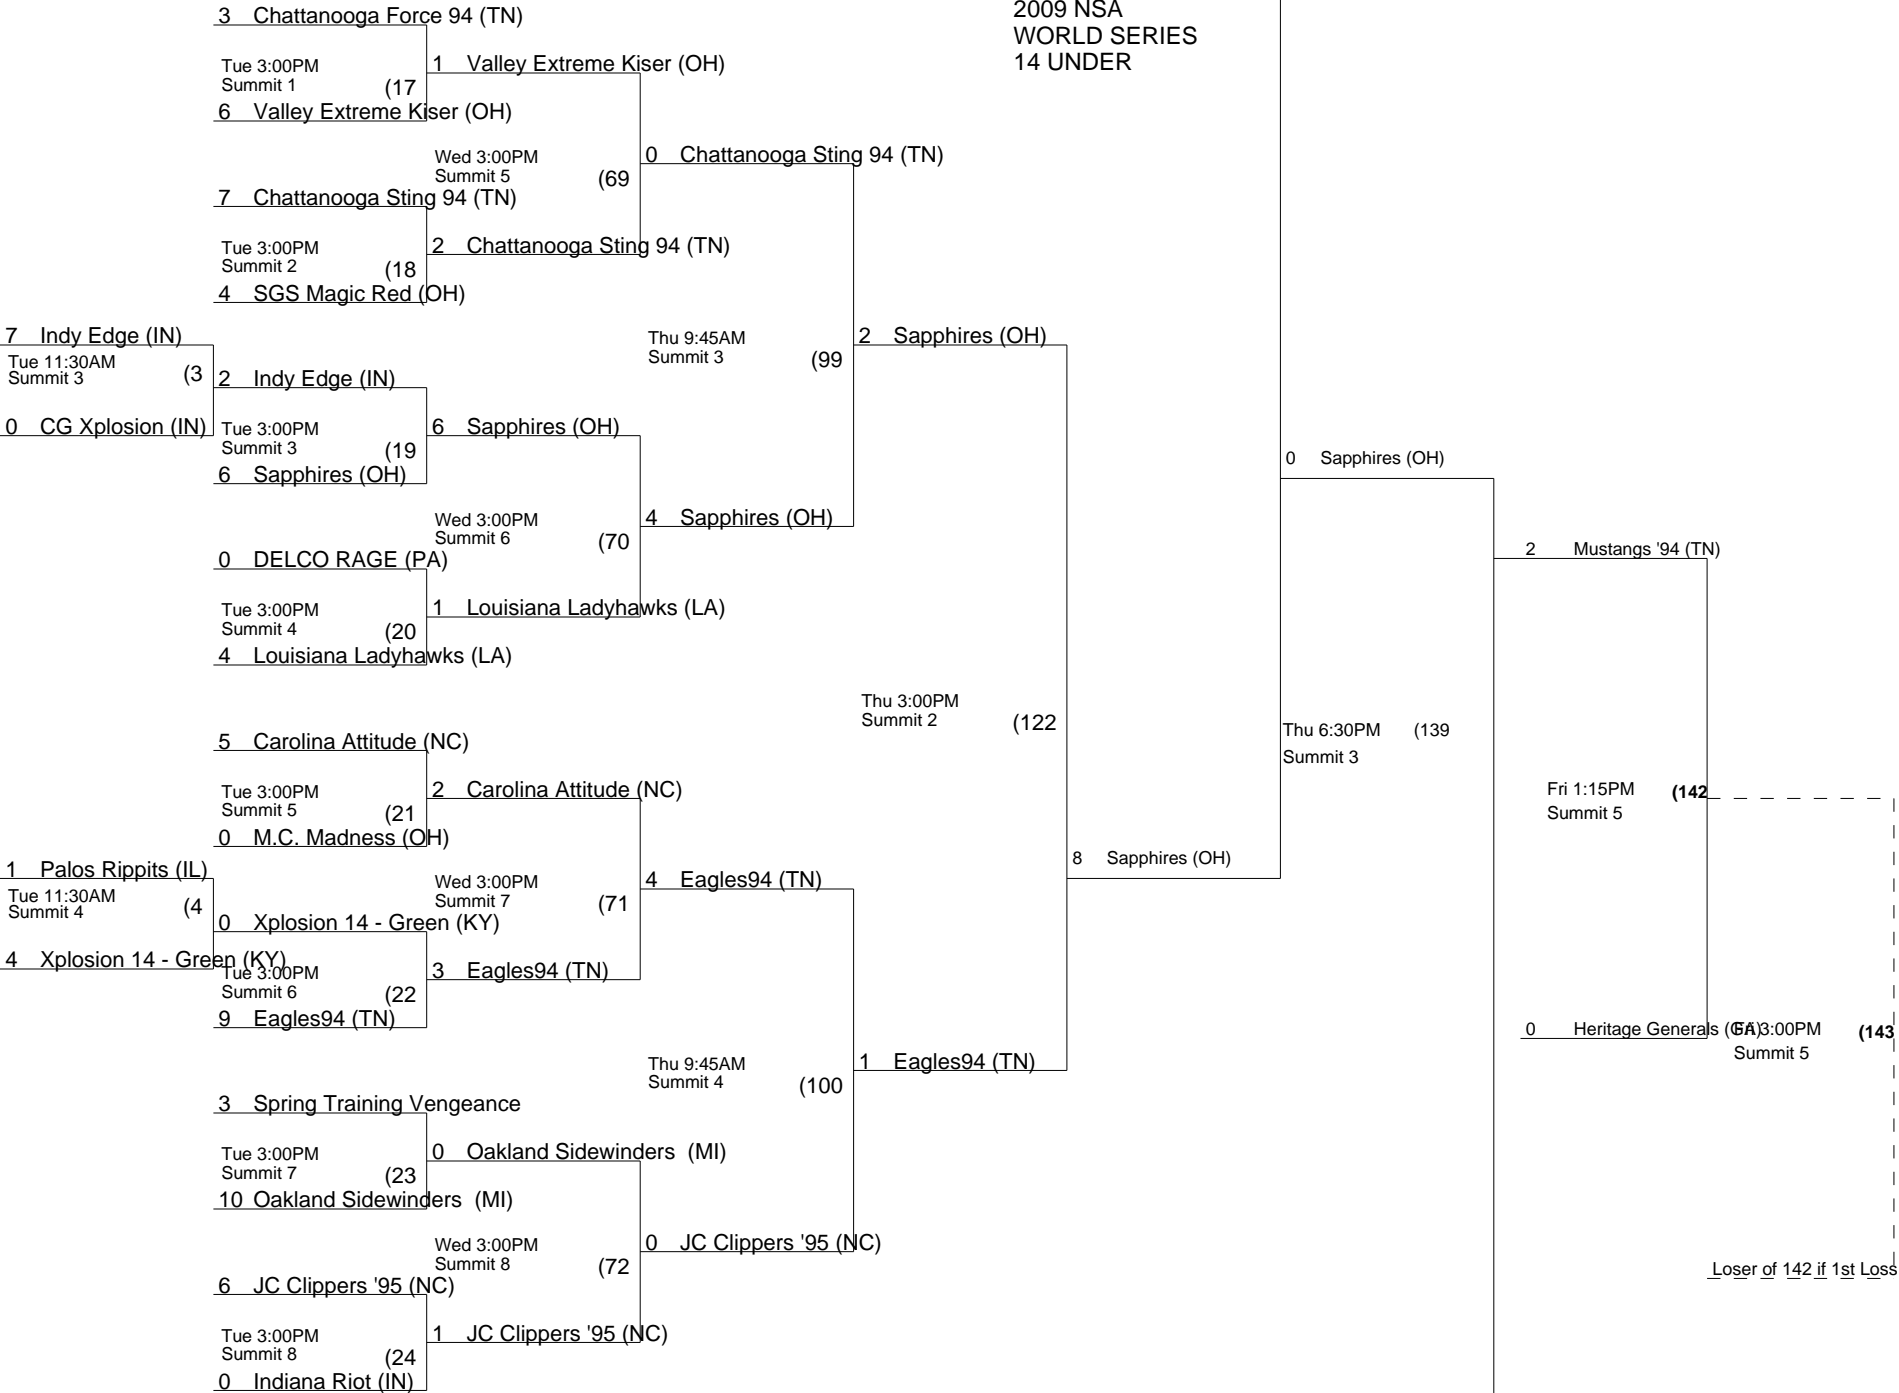 2009 NSA
WORLD SERIES
14 UNDER
3 Chattanooga Force 94 (TN)
Tue 3:00PM
Summit 1 (17
6 Valley Extreme Kiser (OH)
1 Valley Extreme Kiser (OH)
Wed 3:00PM
Summit 5 (69
7 Chattanooga Sting 94 (TN)
Tue 3:00PM
Summit 2 (18
4 SGS Magic Red (OH)
2 Chattanooga Sting 94 (TN)
0 Chattanooga Sting 94 (TN)
7 Indy Edge (IN)
Tue 11:30AM
Summit 3 (3
0 CG Xplosion (IN)
2 Indy Edge (IN)
Tue 3:00PM
Summit 3 (19
6 Sapphires (OH)
6 Sapphires (OH)
Thu 9:45AM
Summit 3 (99
2 Sapphires (OH)
Wed 3:00PM
Summit 6 (70
4 Sapphires (OH)
0 DELCO RAGE (PA)
Tue 3:00PM
Summit 4 (20
4 Louisiana Ladyhawks (LA)
1 Louisiana Ladyhawks (LA)
0 Sapphires (OH)
2 Mustangs '94 (TN)
Thu 3:00PM
Summit 2 (122
Thu 6:30PM (139
Summit 3
5 Carolina Attitude (NC)
Tue 3:00PM
Summit 5 (21
0 M.C. Madness (OH)
2 Carolina Attitude (NC)
Fri 1:15PM (142
Summit 5
1 Palos Rippits (IL)
Tue 11:30AM
Summit 4 (4
4 Xplosion 14 - Green (KY)
0 Xplosion 14 - Green (KY)
Tue 3:00PM
Summit 6 (22
9 Eagles94 (TN)
3 Eagles94 (TN)
Wed 3:00PM
Summit 7 (71
4 Eagles94 (TN)
8 Sapphires (OH)
0 Heritage Generals (GA)
Fri 3:00PM (143
Summit 5
Thu 9:45AM
Summit 4 (100
1 Eagles94 (TN)
3 Spring Training Vengeance
Tue 3:00PM
Summit 7 (23
10 Oakland Sidewinders (MI)
0 Oakland Sidewinders (MI)
Wed 3:00PM
Summit 8 (72
0 JC Clippers '95 (NC)
6 JC Clippers '95 (NC)
Tue 3:00PM
Summit 8 (24
0 Indiana Riot (IN)
1 JC Clippers '95 (NC)
Loser of 142 if 1st Loss